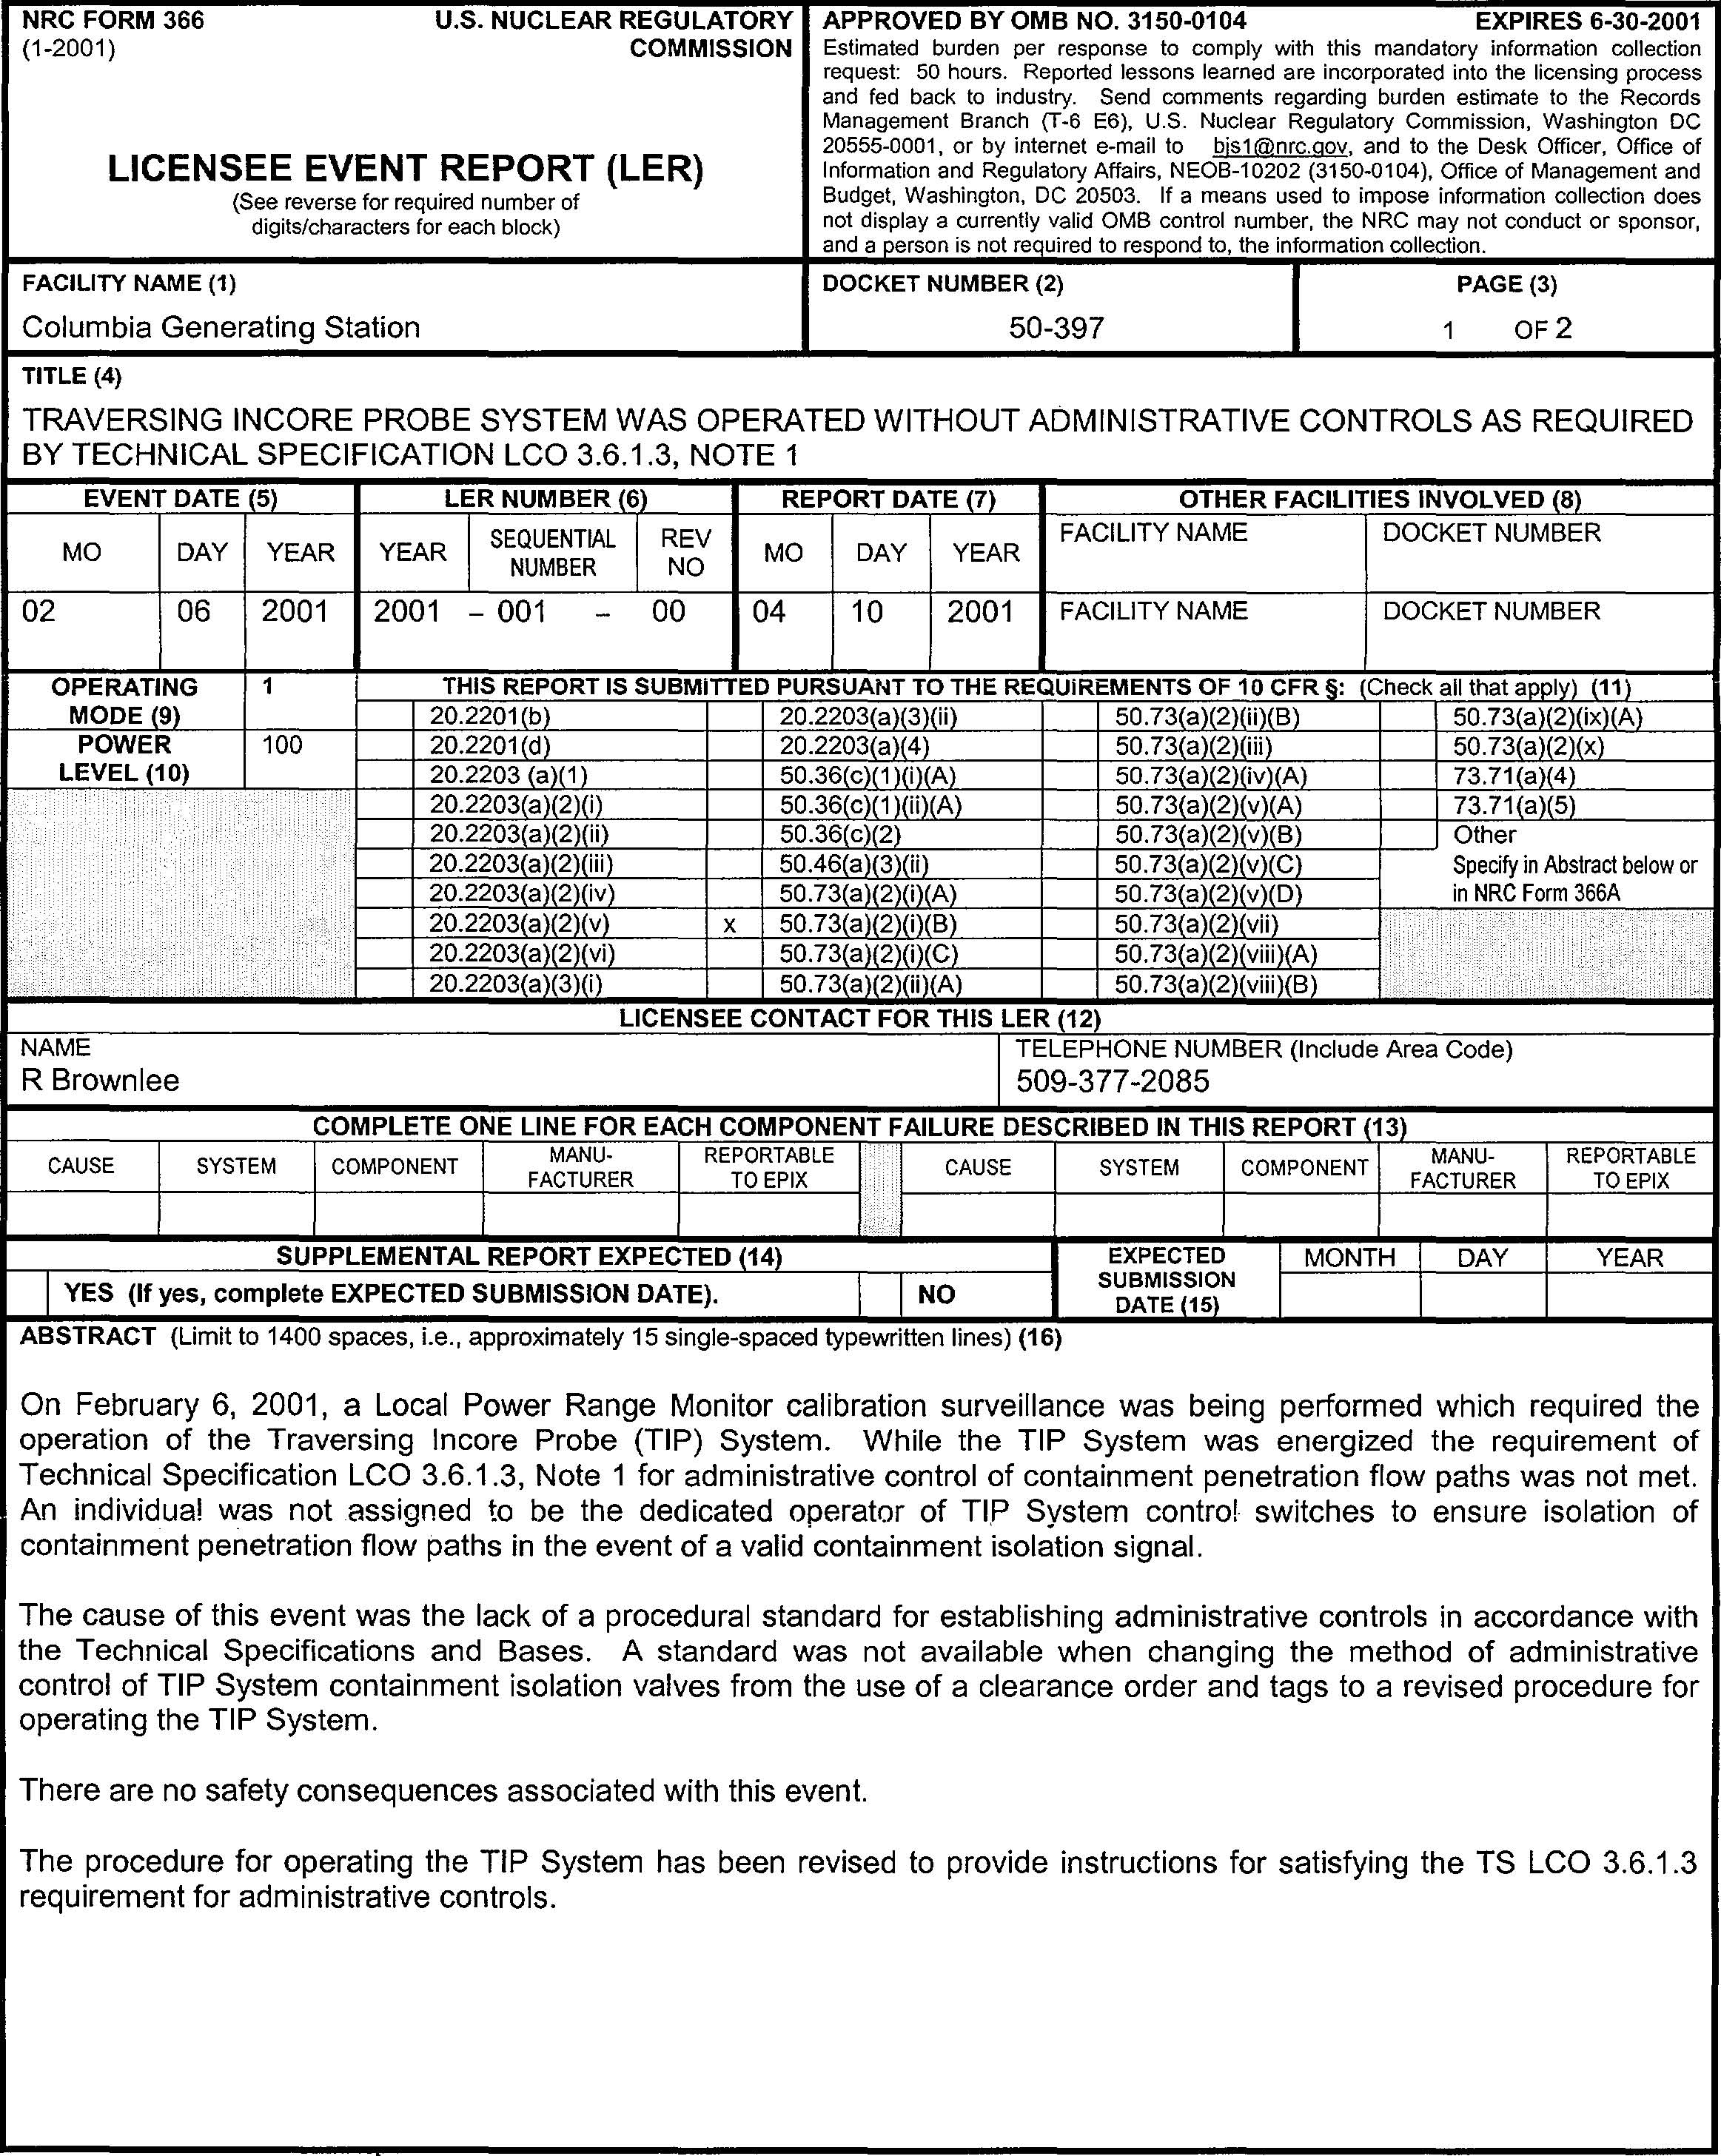 NRC FORM 366 U.S. NUCLEAR REGULATORY
(1-2001) COMMISSION
LICENSEE EVENT REPORT (LER)
(See reverse for required number of
digits/characters for each block)
APPROVED BY OMB NO. 3150-0104 EXPIRES 6-30-2001
Estimated burden per response to comply with this mandatory information collection
request: 50 hours. Reported lessons learned are incorporated into the licensing process
and fed back to industry. Send comments regarding burden estimate to the Records
Management Branch (T-6 E6), U.S. Nuclear Regulatory Commission, Washington DC
20555-0001, or by internet e-mail to bjs1@nrc.gov, and to the Desk Officer, Office of
Information and Regulatory Affairs, NEOB-10202 (3150-0104), Office of Management and
Budget, Washington, DC 20503. If a means used to impose information collection does
not display a currently valid OMB control number, the NRC may not conduct or sponsor,
and a person is not required to respond to, the information collection.
FACILITY NAME (1) DOCKET NUMBER (2) PAGE (3)
Columbia Generating Station 50-397 1 OF 2
TITLE (4)
TRAVERSING INCORE PROBE SYSTEM WAS OPERATED WITHOUT ADMINISTRATIVE CONTROLS AS REQUIRED
BY TECHNICAL SPECIFICATION LCO 3.6.1.3, NOTE 1
EVENT DATE (5) LER NUMBER (6) REPORT DATE (7) OTHER FACILITIES INVOLVED (8)
MO DAY YEAR YEAR SEQUENTIAL NUMBER REV NO MO DAY YEAR FACILITY NAME DOCKET NUMBER
02 06 2001 2001 - 001 - 00 04 10 2001 FACILITY NAME DOCKET NUMBER
OPERATING MODE (9) 1 THIS REPORT IS SUBMITTED PURSUANT TO THE REQUIREMENTS OF 10 CFR §: (Check all that apply) (11)
20.2201(b) 20.2203(a)(3)(ii) 50.73(a)(2)(ii)(B) 50.73(a)(2)(ix)(A)
POWER LEVEL (10) 100 20.2201(d) 20.2203(a)(4) 50.73(a)(2)(iii) 50.73(a)(2)(x)
20.2203 (a)(1) 50.36(c)(1)(i)(A) 50.73(a)(2)(iv)(A) 73.71(a)(4)
20.2203(a)(2)(i) 50.36(c)(1)(ii)(A) 50.73(a)(2)(v)(A) 73.71(a)(5)
20.2203(a)(2)(ii) 50.36(c)(2) 50.73(a)(2)(v)(B) Other
20.2203(a)(2)(iii) 50.46(a)(3)(ii) 50.73(a)(2)(v)(C) Specify in Abstract below or
20.2203(a)(2)(iv) 50.73(a)(2)(i)(A) 50.73(a)(2)(v)(D) in NRC Form 366A
20.2203(a)(2)(v) x 50.73(a)(2)(i)(B) 50.73(a)(2)(vii)
20.2203(a)(2)(vi) 50.73(a)(2)(i)(C) 50.73(a)(2)(viii)(A)
20.2203(a)(3)(i) 50.73(a)(2)(ii)(A) 50.73(a)(2)(viii)(B)
LICENSEE CONTACT FOR THIS LER (12)
NAME TELEPHONE NUMBER (Include Area Code)
R Brownlee 509-377-2085
COMPLETE ONE LINE FOR EACH COMPONENT FAILURE DESCRIBED IN THIS REPORT (13)
CAUSE SYSTEM COMPONENT MANU-FACTURER REPORTABLE TO EPIX CAUSE SYSTEM COMPONENT MANU-FACTURER REPORTABLE TO EPIX
SUPPLEMENTAL REPORT EXPECTED (14) EXPECTED SUBMISSION DATE (15) MONTH DAY YEAR
YES (If yes, complete EXPECTED SUBMISSION DATE). NO
ABSTRACT (Limit to 1400 spaces, i.e., approximately 15 single-spaced typewritten lines) (16)
On February 6, 2001, a Local Power Range Monitor calibration surveillance was being performed which required the
operation of the Traversing Incore Probe (TIP) System. While the TIP System was energized the requirement of
Technical Specification LCO 3.6.1.3, Note 1 for administrative control of containment penetration flow paths was not met.
An individual was not assigned to be the dedicated operator of TIP System control switches to ensure isolation of
containment penetration flow paths in the event of a valid containment isolation signal.
The cause of this event was the lack of a procedural standard for establishing administrative controls in accordance with
the Technical Specifications and Bases. A standard was not available when changing the method of administrative
control of TIP System containment isolation valves from the use of a clearance order and tags to a revised procedure for
operating the TIP System.
There are no safety consequences associated with this event.
The procedure for operating the TIP System has been revised to provide instructions for satisfying the TS LCO 3.6.1.3
requirement for administrative controls.